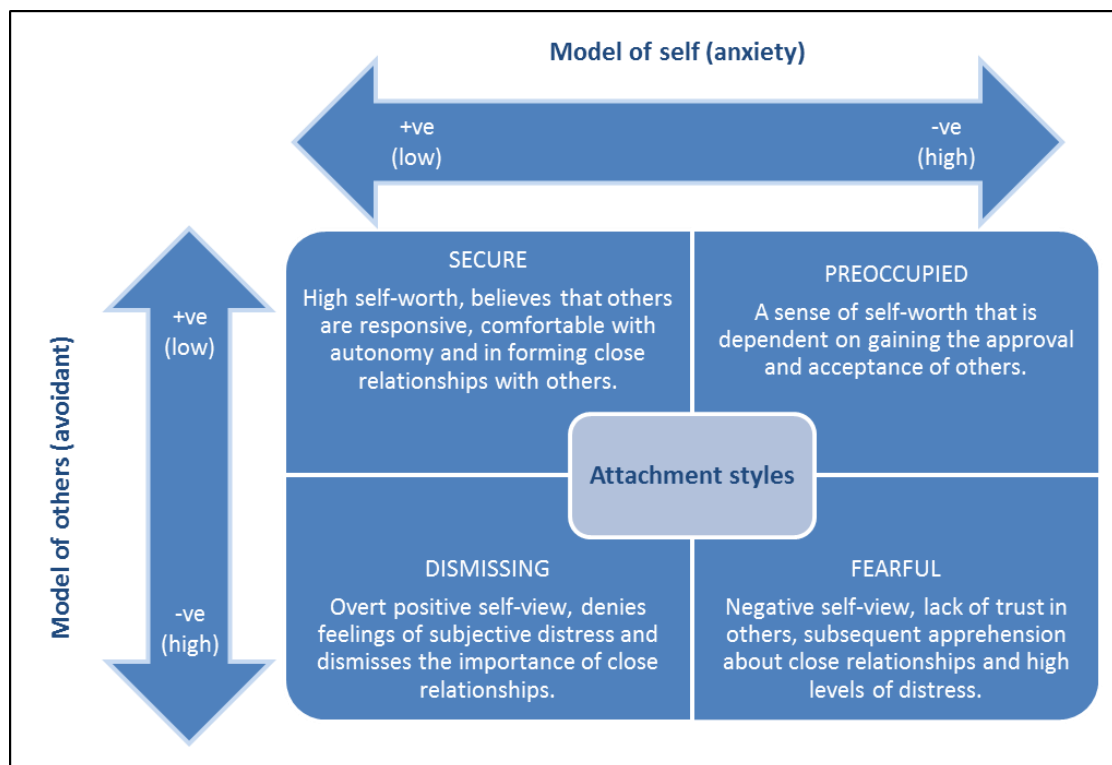 Model of self (anxiety)
+ve
(low)
-ve
(high)
Model of others (avoidant)
+ve
(low)
-ve
(high)
SECURE
High self-worth, believes that others
are responsive, comfortable with
autonomy and in forming close
relationships with others.
PREOCCUPIED
A sense of self-worth that is
dependent on gaining the approval
and acceptance of others.
Attachment styles
DISMISSING
Overt positive self-view, denies
feelings of subjective distress and
dismisses the importance of close
relationships.
FEARFUL
Negative self-view, lack of trust in
others, subsequent apprehension
about close relationships and high
levels of distress.